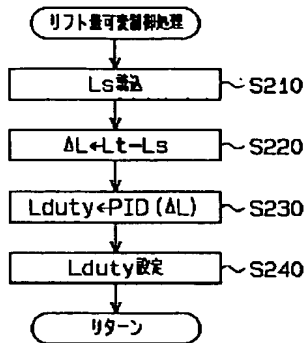 リフト量可変制御処理
Ls読込
S210
ΔL←Lt-Ls
S220
Lduty←PID(ΔL)
S230
Lduty設定
S240
リターン